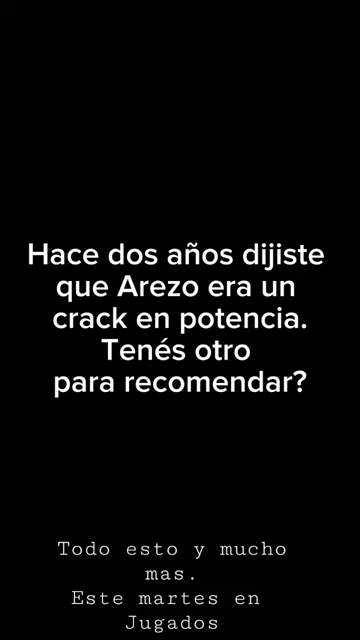 Hace dos años dijiste
que Arezo era un
crack en potencia.
Tenés otro
para recomendar?
Todo esto y mucho
mas.
Este martes en
Jugados